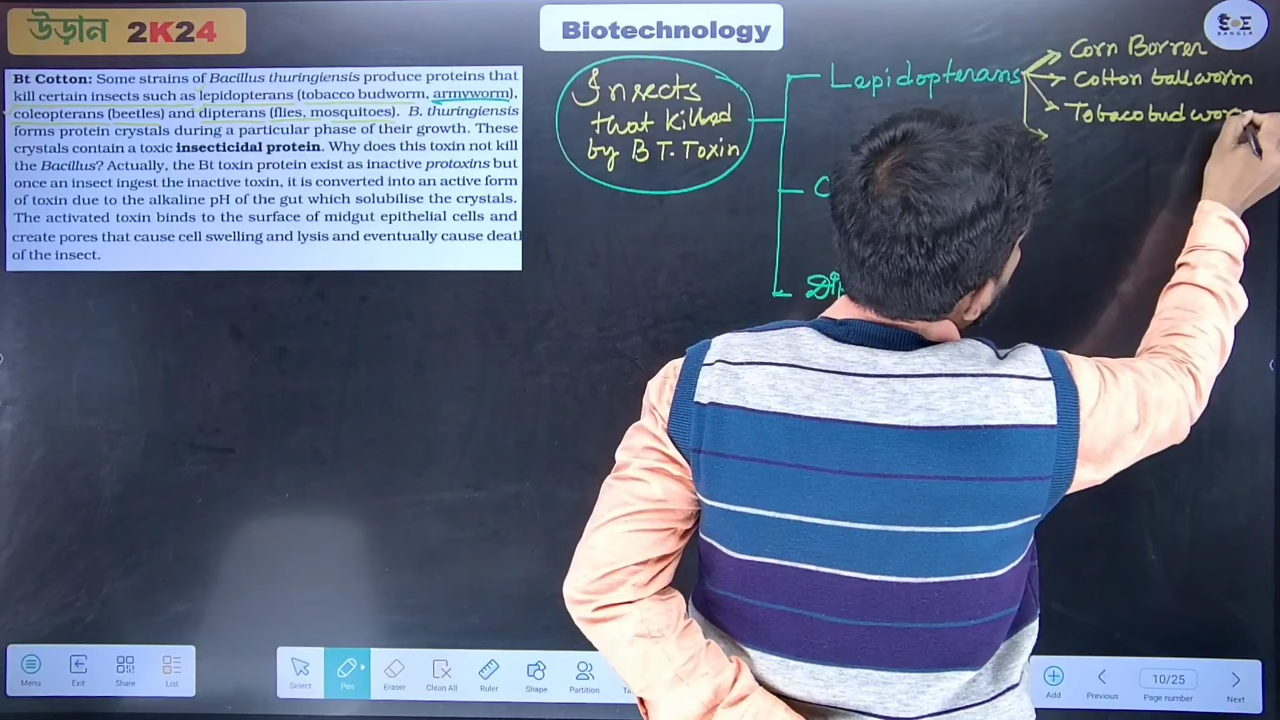 উড়ান 2K24
Biotechnology
BANGLA
Bt Cotton: Some strains of Bacillus thuringiensis produce proteins that
kill certain insects such as lepidopterans (tobacco budworm, armyworm),
coleopterans (beetles) and dipterans (flies, mosquitoes). B. thuringiensis
forms protein crystals during a particular phase of their growth. These
crystals contain a toxic insecticidal protein. Why does this toxin not kill
the Bacillus? Actually, the Bt toxin protein exist as inactive protoxins but
once an insect ingest the inactive toxin, it is converted into an active form
of toxin due to the alkaline pH of the gut which solubilise the crystals.
The activated toxin binds to the surface of midgut epithelial cells and
create pores that cause cell swelling and lysis and eventually cause deat
of the insect.
Insects
that killed
by BT. Toxin
Lepidopterans
Corn Borrer
Cotton ballworm
Tobaco bud wor
C
Di
Menu
Exit
Share
List
Select
Pen
Eraser
Clean All
Ruler
Shape
Partition
Add
Previous
10/25
Page number
Next